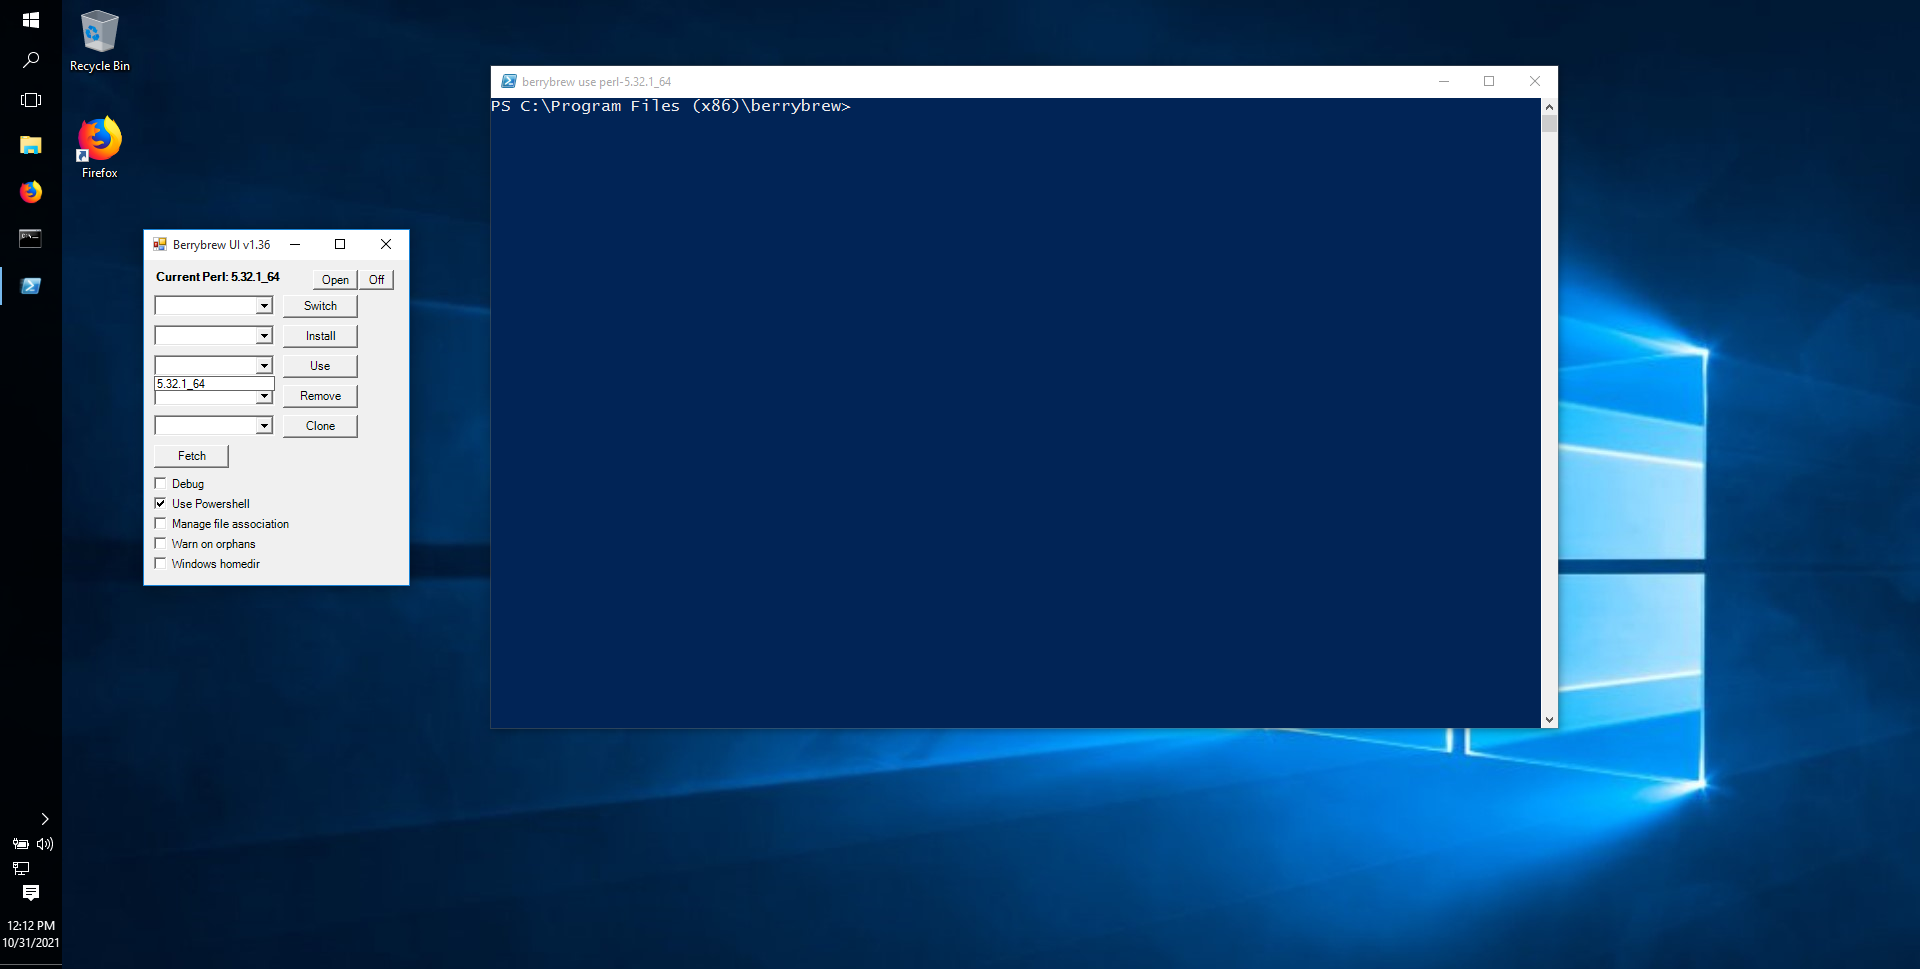 Recycle Bin
Firefox
berrybrew use perl-5.32.1_64
PS C:\Program Files (x86)\berrybrew>
Berrybrew UI v1.36
Current Perl: 5.32.1_64
Open
Off
Switch
Install
Use
5.32.1_64
Remove
Clone
Fetch
Debug
Use Powershell
Manage file association
Warn on orphans
Windows homedir
12:12 PM
10/31/2021